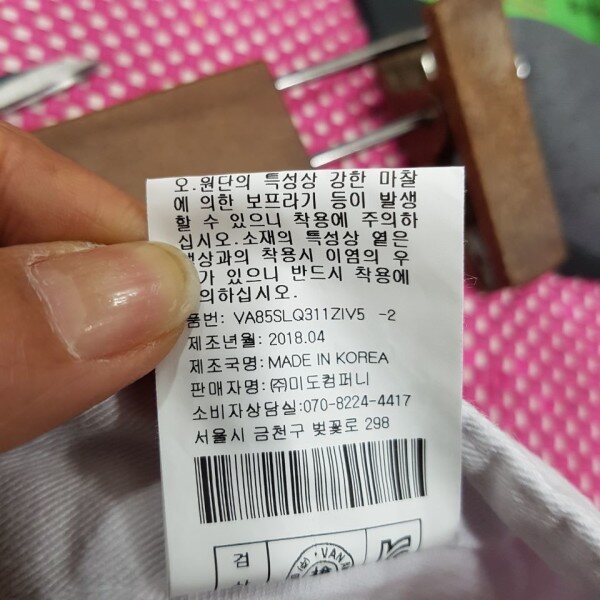 오.원단의 특성상 강한 마찰
에 의한 보프라기 등이 발생
할 수 있으니 착용에 주의하
십시오.소재의 특성상 옅은
색상과의 착용시 이염의 우
가 있으니 반드시 착용에
의하십시오.
품번: VA85SLQ311ZIV5 -2
제조년월: 2018.04
제조국명: MADE IN KOREA
판매자명: ㈜미도컴퍼니
소비자상담실:070-8224-4417
서울시 금천구 벚꽃로 298
검
VAN